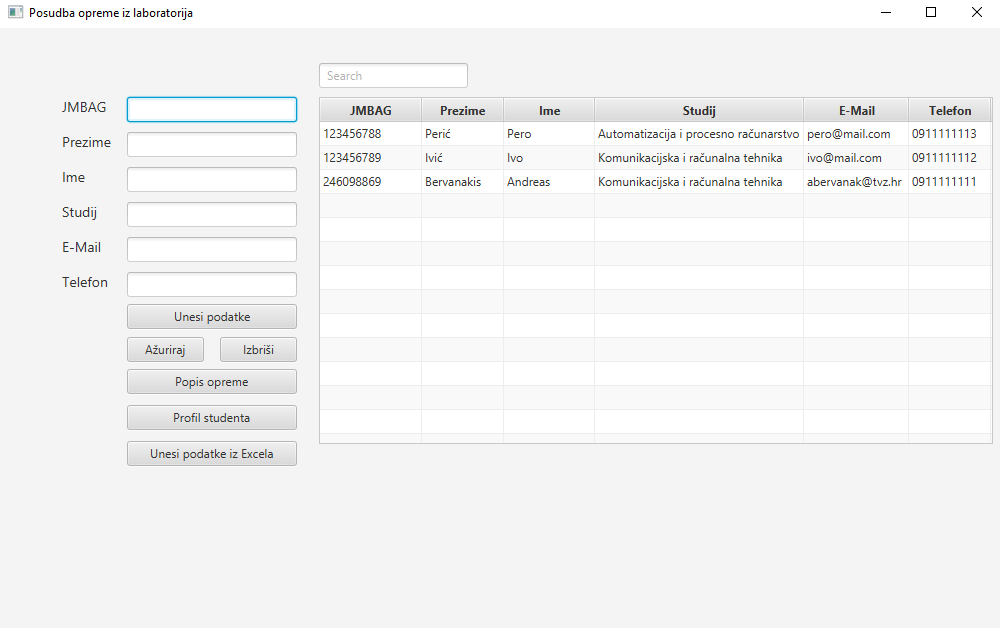 Posudba opreme iz laboratorija
Search
JMBAG
Prezime
Ime
Studij
E-Mail
Telefon
Unesi podatke
Ažuriraj Izbriši
Popis opreme
Profil studenta
Unesi podatke iz Excela
JMBAG Prezime Ime Studij E-Mail Telefon
123456788 Perić Pero Automatizacija i procesno računarstvo pero@mail.com 0911111113
123456789 Ivić Ivo Komunikacijska i računalna tehnika ivo@mail.com 0911111112
246098869 Bervanakis Andreas Komunikacijska i računalna tehnika abervanak@tvz.hr 0911111111